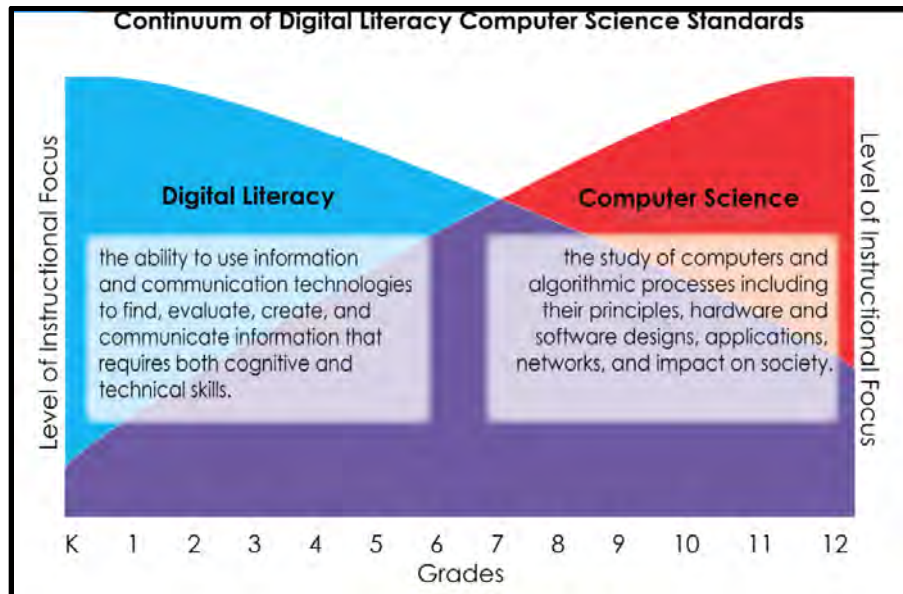 Continuum of Digital Literacy Computer Science Standards
Level of Instructional Focus
Digital Literacy
the ability to use information
and communication technologies
to find, evaluate, create, and
communicate information that
requires both cognitive and
technical skills.
Computer Science
the study of computers and
algorithmic processes including
their principles, hardware and
software designs, applications,
networks, and impact on society.
Level of Instructional Focus
K 1 2 3 4 5 6 7 8 9 10 11 12
Grades